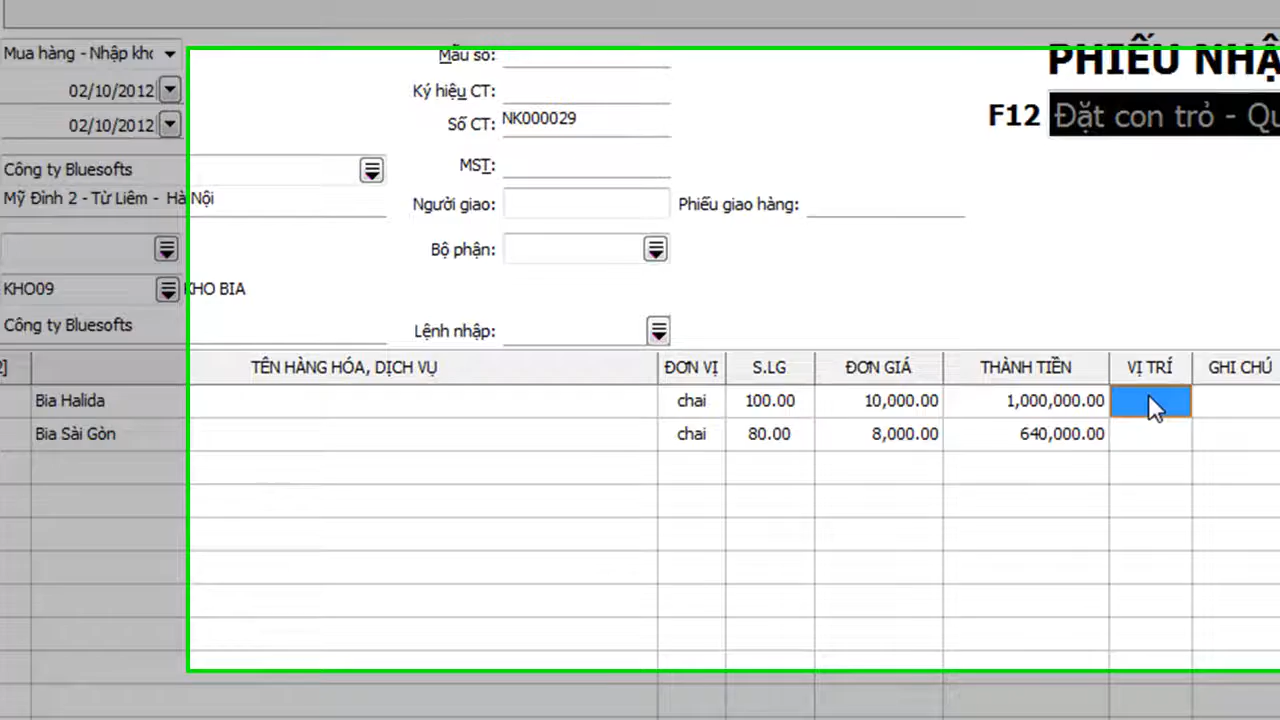 Mua hàng - Nhập kho
Mẫu số:
PHIẾU NHẬ
02/10/2012
Ký hiệu CT:
F12 Đặt con trỏ - Qu
02/10/2012
Số CT: NK000029
Công ty Bluesofts
MST:
Mỹ Đình 2 - Từ Liêm - Hà Nội
Người giao:
Phiếu giao hàng:
Bộ phận:
KHO09
KHO BIA
Công ty Bluesofts
Lệnh nhập:
TÊN HÀNG HÓA, DỊCH VỤ ĐƠN VỊ S.LG ĐƠN GIÁ THÀNH TIỀN VỊ TRÍ GHI CHÚ
Bia Halida chai 100.00 10,000.00 1,000,000.00
Bia Sài Gòn chai 80.00 8,000.00 640,000.00